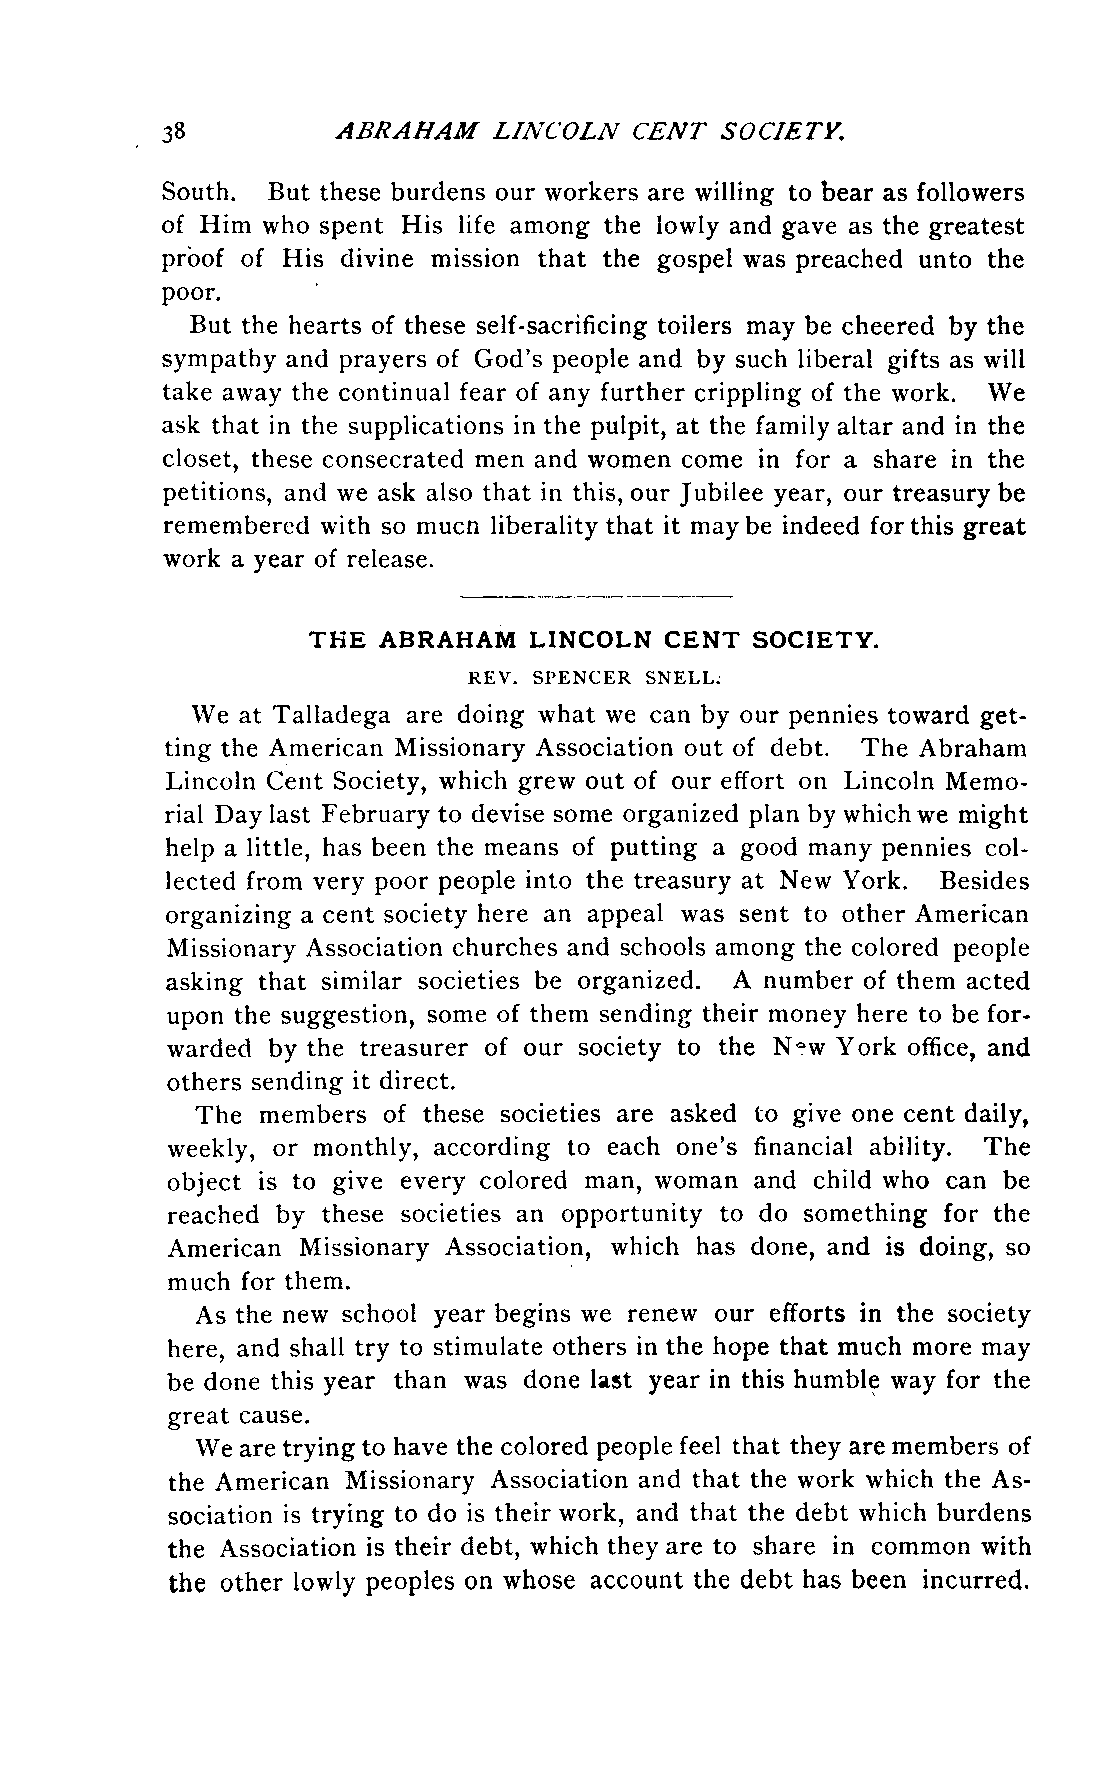 38 ABRAHAM LINCOLN CENT SOCIETY.
South. But these burdens our workers are willing to bear as followers
of Him who spent His life among the lowly and gave as the greatest
proof of His divine mission that the gospel was preached unto the
poor.
But the hearts of these self-sacrificing toilers may be cheered by the
sympathy and prayers of God's people and by such liberal gifts as will
take away the continual fear of any further crippling of the work. We
ask that in the supplications in the pulpit, at the family altar and in the
closet, these consecrated men and women come in for a share in the
petitions, and we ask also that in this, our Jubilee year, our treasury be
remembered with so much liberality that it may be indeed for this great
work a year of release.
THE ABRAHAM LINCOLN CENT SOCIETY.
REV. SPENCER SNELL.
We at Talladega are doing what we can by our pennies toward get-
ting the American Missionary Association out of debt. The Abraham
Lincoln Cent Society, which grew out of our effort on Lincoln Memo-
rial Day last February to devise some organized plan by which we might
help a little, has been the means of putting a good many pennies col-
lected from very poor people into the treasury at New York. Besides
organizing a cent society here an appeal was sent to other American
Missionary Association churches and schools among the colored people
asking that similar societies be organized. A number of them acted
upon the suggestion, some of them sending their money here to be for-
warded by the treasurer of our society to the New York office, and
others sending it direct.
The members of these societies are asked to give one cent daily,
weekly, or monthly, according to each one's financial ability. The
object is to give every colored man, woman and child who can be
reached by these societies an opportunity to do something for the
American Missionary Association, which has done, and is doing, so
much for them.
As the new school year begins we renew our efforts in the society
here, and shall try to stimulate others in the hope that much more may
be done this year than was done last year in this humble way for the
great cause.
We are trying to have the colored people feel that they are members of
the American Missionary Association and that the work which the As-
sociation is trying to do is their work, and that the debt which burdens
the Association is their debt, which they are to share in common with
the other lowly peoples on whose account the debt has been incurred.